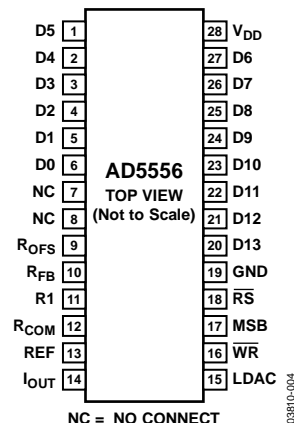 D5 1 28 VDD
D4 2 27 D6
D3 3 26 D7
D2 4 25 D8
D1 5 24 D9
D0 6 23 D10
NC 7 22 D11
NC 8 21 D12
ROFS 9 20 D13
RFB 10 19 GND
R1 11 18 RS
RCOM 12 17 MSB
REF 13 16 WR
IOUT 14 15 LDAC
AD5556
TOP VIEW
(Not to Scale)
NC = NO CONNECT
03810-004